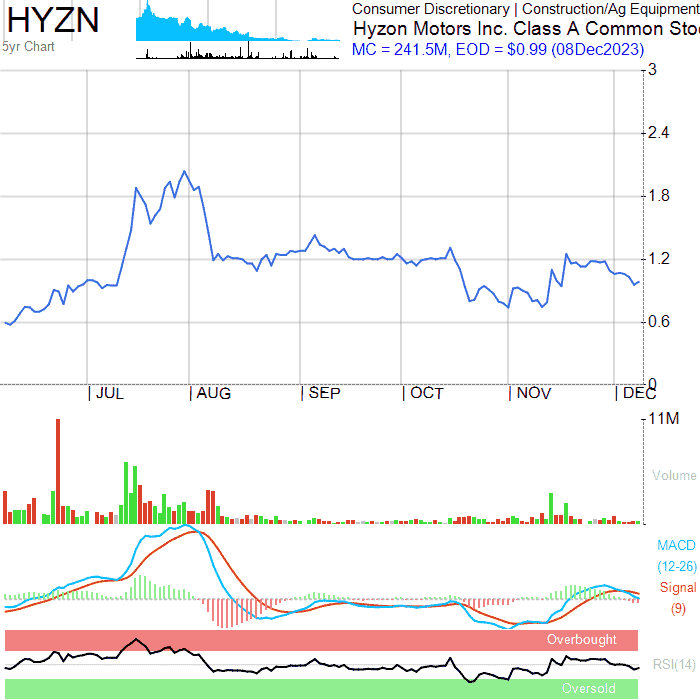 HYZN
5yr Chart
Consumer Discretionary | Construction/Ag Equipment
Hyzon Motors Inc. Class A Common Sto
MC = 241.5M, EOD = $0.99 (08Dec2023)
3
2.4
1.8
1.2
0.6
0
JUL AUG SEP OCT NOV DEC
11M
Volume
MACD
(12-26)
Signal
(9)
Overbought
RSI(14)
Oversold